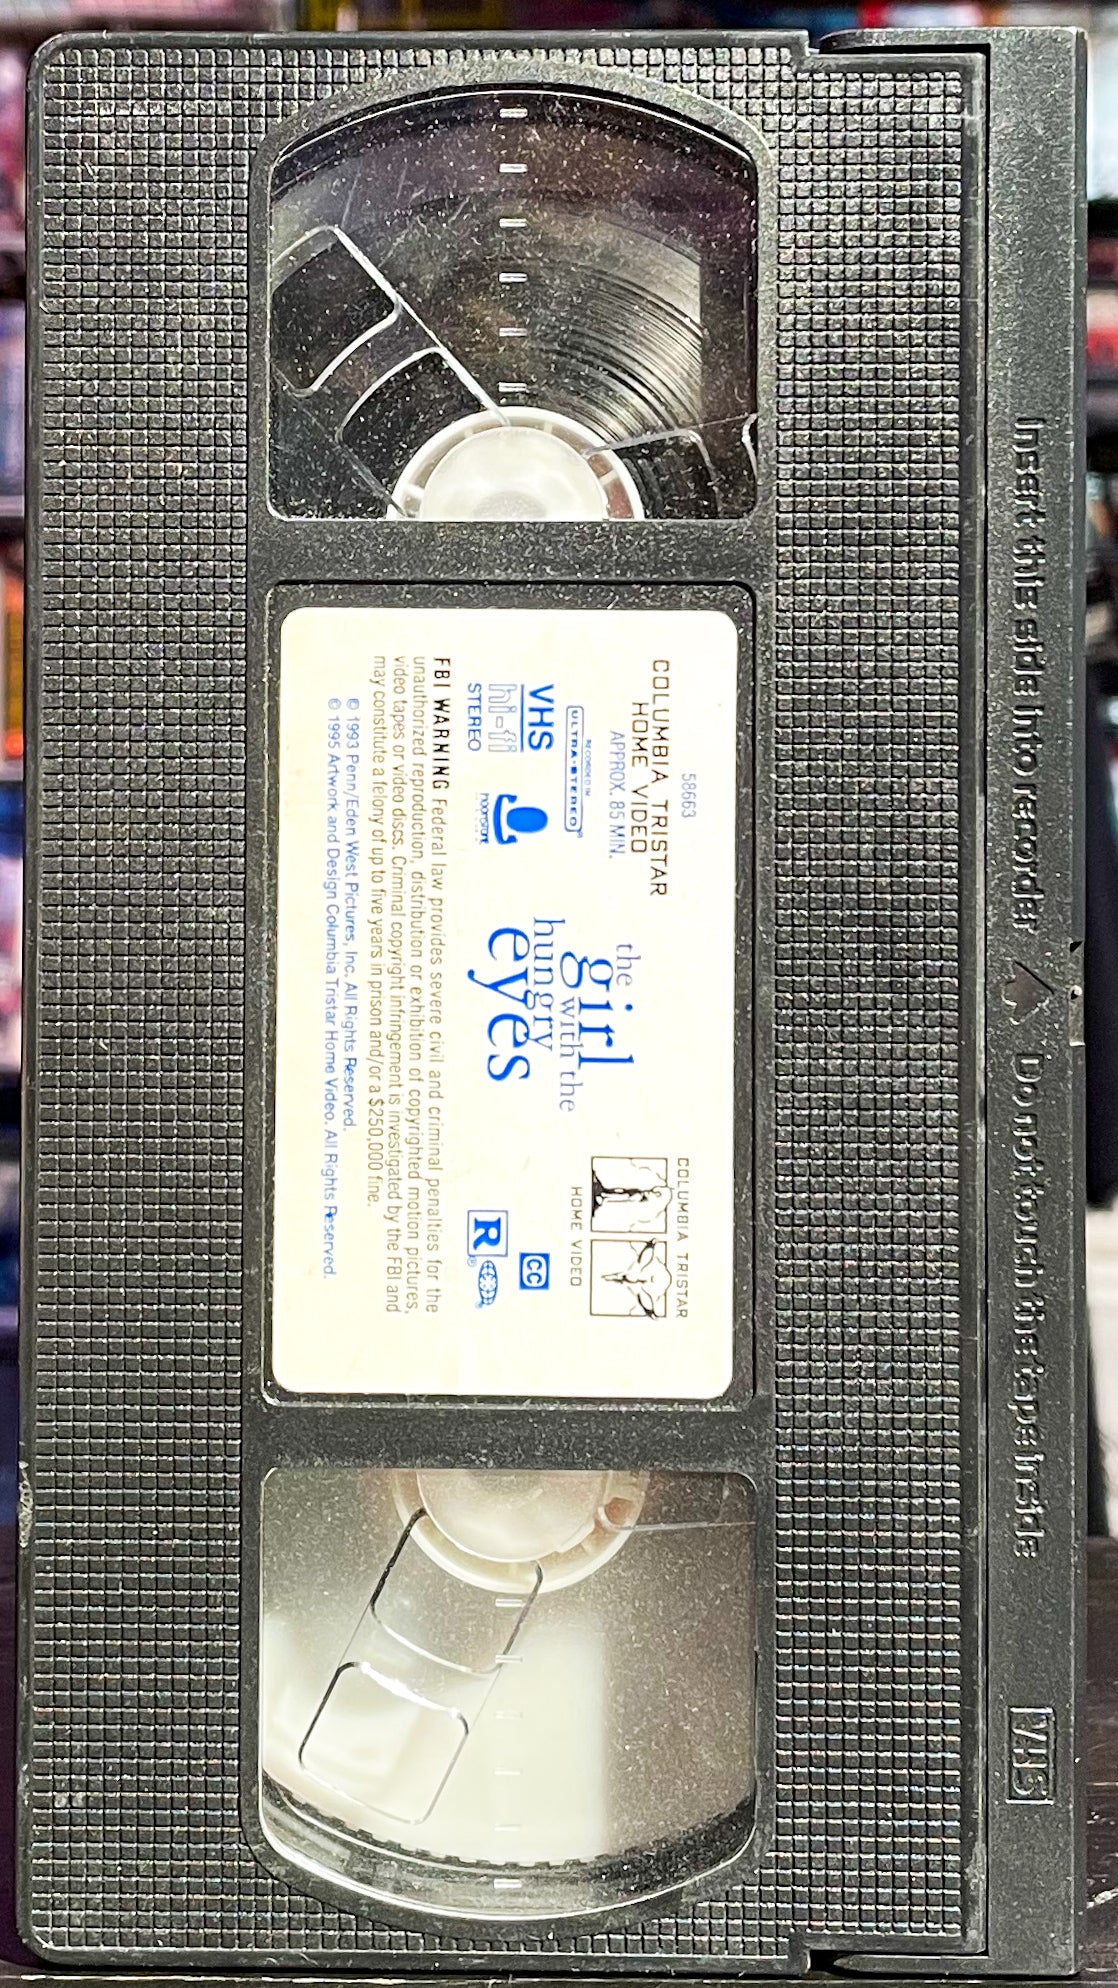 Insert this side into recorder Do not touch the tape inside
VHS
58663
COLUMBIA TRISTAR
HOME VIDEO
APPROX. 85 MIN.
RECORDED IN
ULTRA•STEREO®
VHS
hi-fi
STEREO
moonstone
the
girl
with the
hungry
eyes
COLUMBIA TRISTAR
HOME VIDEO
CC
R®
FBI WARNING Federal law provides severe civil and criminal penalties for the
unauthorized reproduction, distribution or exhibition of copyrighted motion pictures,
video tapes or video discs. Criminal copyright infringement is investigated by the FBI and
may constitute a felony of up to five years in prison and/or a $250,000 fine.
© 1993 Penn/Eden West Pictures, Inc. All Rights Reserved.
© 1995 Artwork and Design Columbia Tristar Home Video. All Rights Reserved.